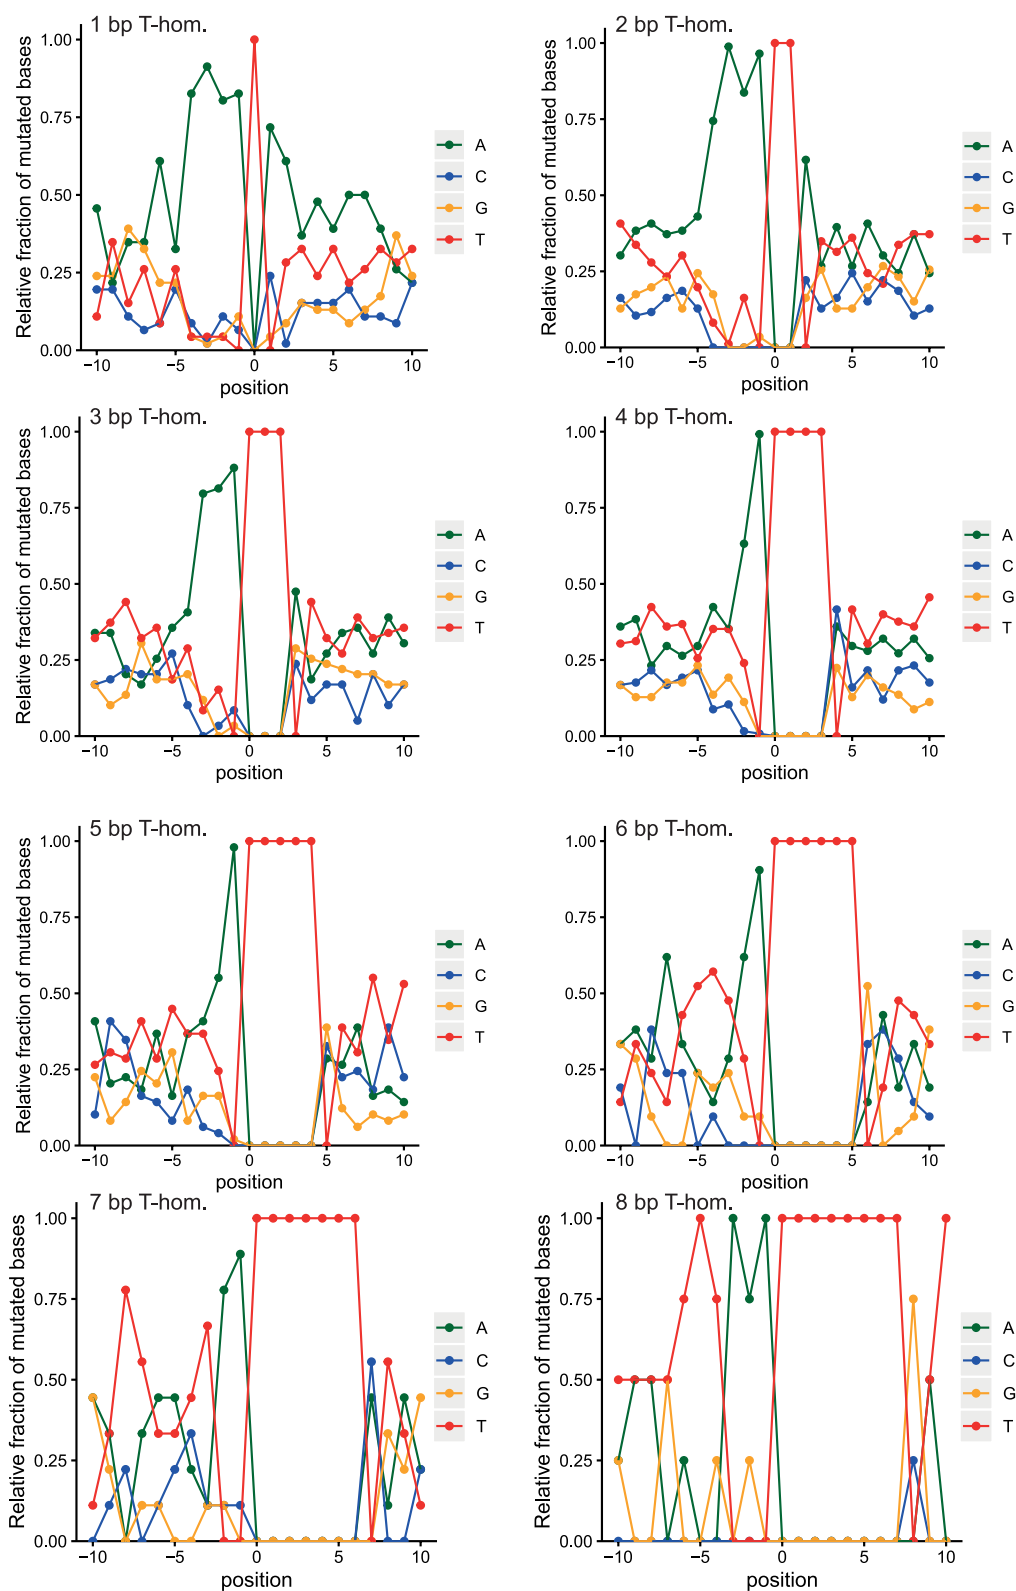 1 bp T-hom.
Relative fraction of mutated bases
1.00
0.75
0.50
0.25
0.00
−10
−5
0
5
10
position
A
C
G
T
2 bp T-hom.
Relative fraction of mutated bases
1.00
0.75
0.50
0.25
0.00
−10
−5
0
5
10
position
A
C
G
T
3 bp T-hom.
Relative fraction of mutated bases
1.00
0.75
0.50
0.25
0.00
−10
−5
0
5
10
position
A
C
G
T
4 bp T-hom.
Relative fraction of mutated bases
1.00
0.75
0.50
0.25
0.00
−10
−5
0
5
10
position
A
C
G
T
5 bp T-hom.
Relative fraction of mutated bases
1.00
0.75
0.50
0.25
0.00
−10
−5
0
5
10
position
A
C
G
T
6 bp T-hom.
Relative fraction of mutated bases
1.00
0.75
0.50
0.25
0.00
−10
−5
0
5
10
position
A
C
G
T
7 bp T-hom.
Relative fraction of mutated bases
1.00
0.75
0.50
0.25
0.00
−10
−5
0
5
10
position
A
C
G
T
8 bp T-hom.
Relative fraction of mutated bases
1.00
0.75
0.50
0.25
0.00
−10
−5
0
5
10
position
A
C
G
T